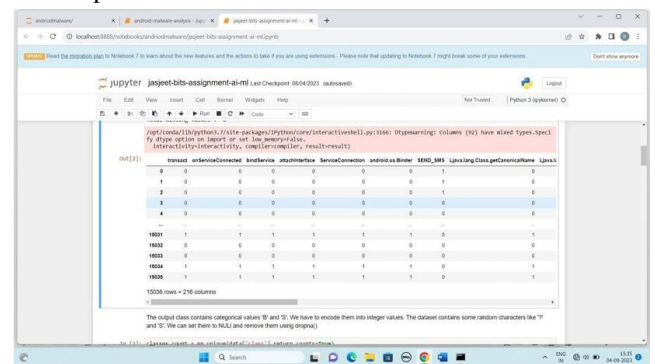 andriodmalware/
android-malware-analysis - Jupy
jasjeet-bits-assignment-ai-ml -
localhost:8888/notebooks/andriodmalware/jasjeet-bits-assignment-ai-ml.ipynb
UPDATE Read the migration plan to Notebook 7 to learn about the new features and the actions to take if you are using extensions - Please note that updating to Notebook 7 might break some of your extensions.
Don't show anymore
jupyter jasjeet-bits-assignment-ai-ml Last Checkpoint: 08/04/2023 (autosaved)
Logout
File Edit View Insert Cell Kernel Widgets Help
Not Trusted
Python 3 (ipykernel)
Run
Code
/opt/conda/lib/python3.7/site-packages/IPython/core/interactiveshell.py:3166: DtypeWarning: Columns (92) have mixed types.Speci
fy dtype option on import or set low_memory=False.
interactivity=interactivity, compiler=compiler, result=result)
Out[2]:
transact onServiceConnected bindService attachInterface ServiceConnection android.os.Binder SEND_SMS Ljava.lang.Class.getCanonicalName Ljava.l
0 0 0 0 0 0 0 1 0
1 0 0 0 0 0 0 1 0
2 0 0 0 0 0 0 1 0
3 0 0 0 0 0 0 0 0
4 0 0 0 0 0 0 0 0
... ... ... ... ... ... ... ... ...
15031 1 1 1 1 1 1 0 1
15032 0 0 0 0 0 0 0 0
15033 0 0 0 0 0 0 0 0
15034 1 1 1 1 1 1 0 1
15035 1 1 1 1 1 1 0 1
15036 rows × 216 columns
The output class contains categorical values 'B' and 'S'. We have to encode them into integer values. The dataset contains some random characters like '?'
and 'S'. We can set them to NULl and remove them using dropna()
Search
ENG
IN
15:35
04-09-2023